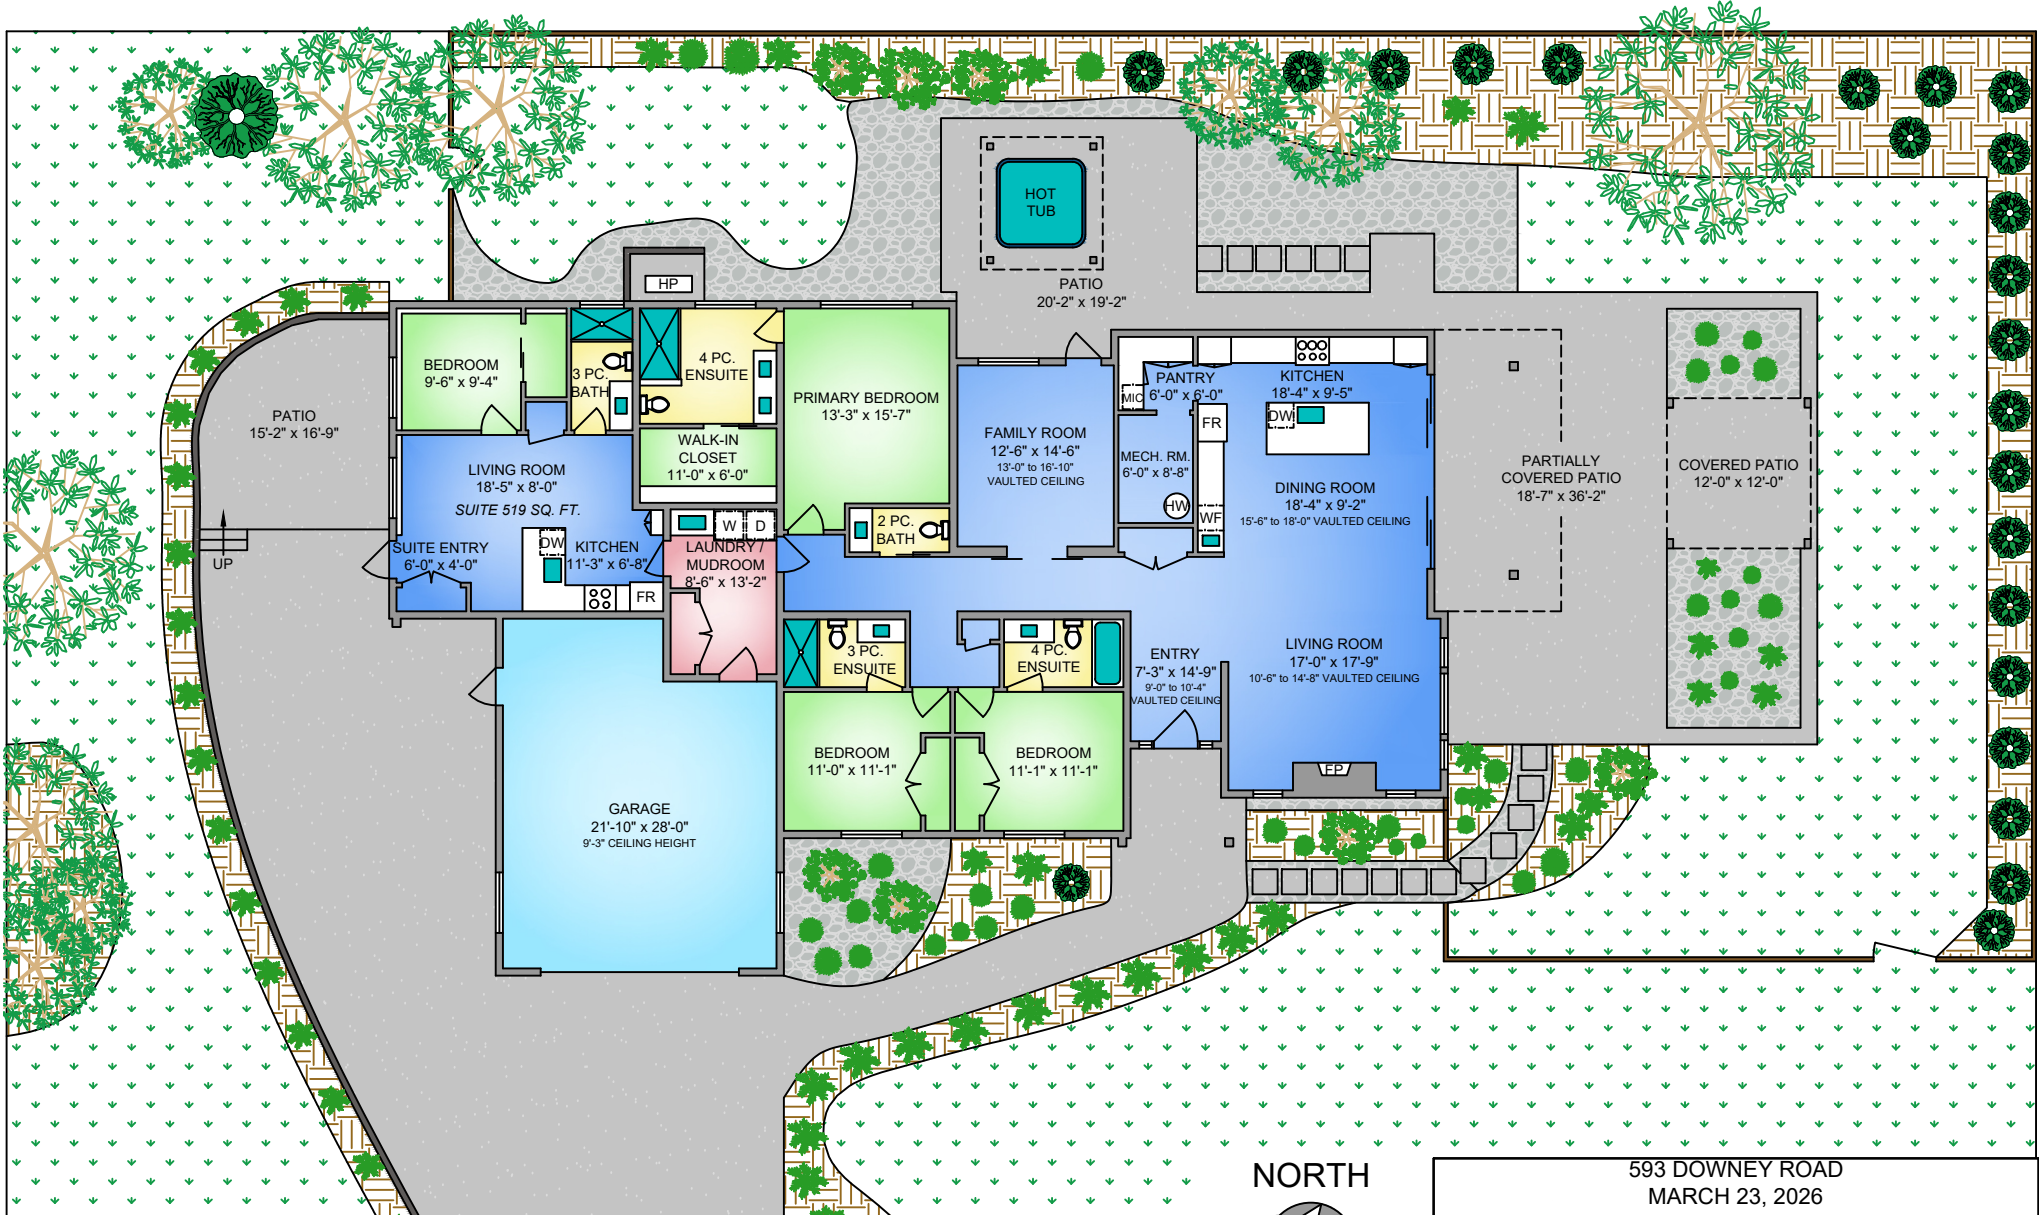 HOT
TUB
HP
PATIO
20'-2" x 19'-2"
BEDROOM
9'-6" x 9'-4"
3 PC.
BATH
4 PC.
ENSUITE
PRIMARY BEDROOM
13'-3" x 15'-7"
WALK-IN
CLOSET
11'-0" x 6'-0"
PATIO
15'-2" x 16'-9"
UP
LIVING ROOM
18'-5" x 8'-0"
SUITE 519 SQ. FT.
SUITE ENTRY
6'-0" x 4'-0"
DW
KITCHEN
11'-3" x 6'-8"
FR
W
D
LAUNDRY /
MUDROOM
8'-6" x 13'-2"
2 PC.
BATH
FAMILY ROOM
12'-6" x 14'-6"
13'-0" to 16'-10"
VAULTED CEILING
PANTRY
6'-0" x 6'-0"
MIC
MECH. RM.
6'-0" x 8'-8"
HW
FR
WF
KITCHEN
18'-4" x 9'-5"
DW
DINING ROOM
18'-4" x 9'-2"
15'-6" to 18'-0" VAULTED CEILING
PARTIALLY
COVERED PATIO
18'-7" x 36'-2"
COVERED PATIO
12'-0" x 12'-0"
LIVING ROOM
17'-0" x 17'-9"
10'-6" to 14'-8" VAULTED CEILING
FP
ENTRY
7'-3" x 14'-9"
9'-0" to 10'-4"
VAULTED CEILING
3 PC.
ENSUITE
4 PC.
ENSUITE
BEDROOM
11'-0" x 11'-1"
BEDROOM
11'-1" x 11'-1"
GARAGE
21'-10" x 28'-0"
9'-3" CEILING HEIGHT
NORTH
593 DOWNEY ROAD
MARCH 23, 2026